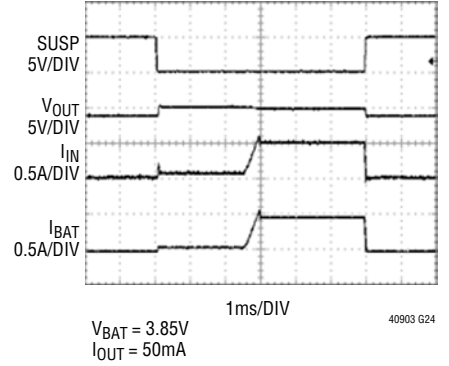 SUSP
5V/DIV
VOUT
5V/DIV
IIN
0.5A/DIV
IBAT
0.5A/DIV
1ms/DIV
VBAT = 3.85V
IOUT = 50mA
40903 G24